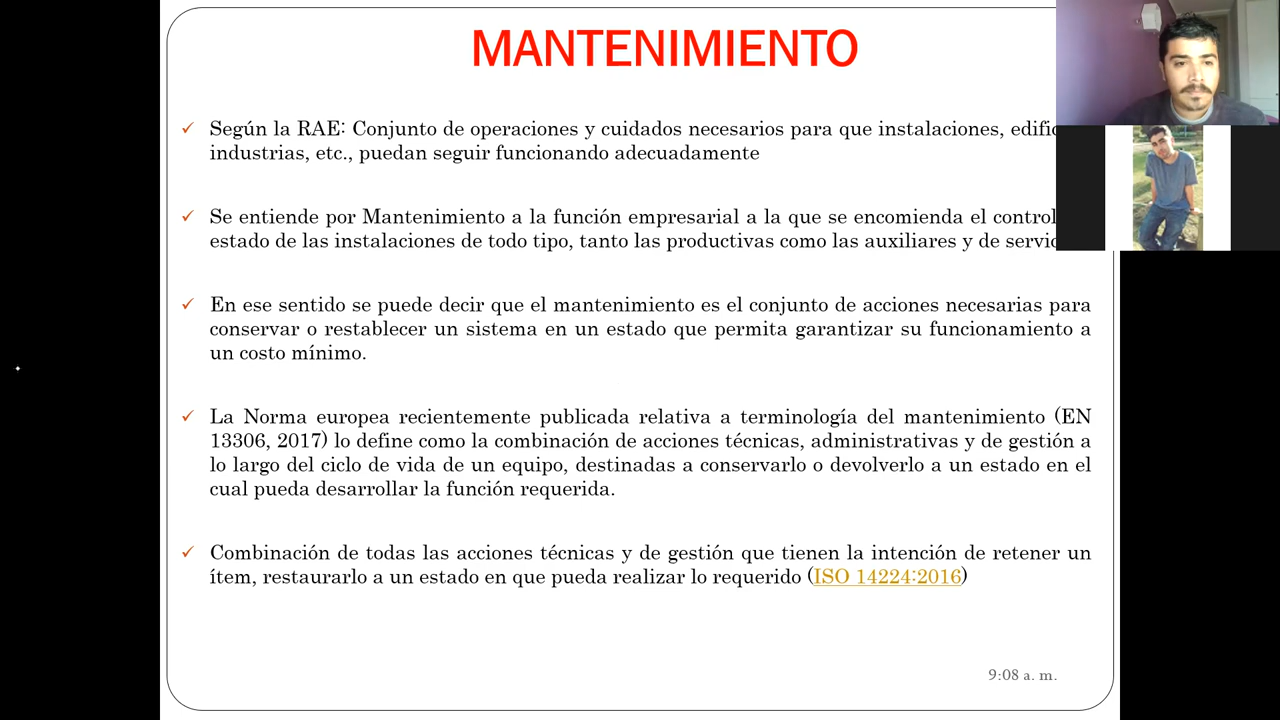 MANTENIMIENTO
✓ Según la RAE: Conjunto de operaciones y cuidados necesarios para que instalaciones,
industrias, etc., puedan seguir funcionando adecuadamente
✓ Se entiende por Mantenimiento a la función empresarial a la que se encomienda el control
estado de las instalaciones de todo tipo, tanto las productivas como las auxiliares y de
✓ En ese sentido se puede decir que el mantenimiento es el conjunto de acciones necesarias para
conservar o restablecer un sistema en un estado que permita garantizar su funcionamiento a
un costo mínimo.
✓ La Norma europea recientemente publicada relativa a terminología del mantenimiento (EN
13306, 2017) lo define como la combinación de acciones técnicas, administrativas y de gestión a
lo largo del ciclo de vida de un equipo, destinadas a conservarlo o devolverlo a un estado en el
cual pueda desarrollar la función requerida.
✓ Combinación de todas las acciones técnicas y de gestión que tienen la intención de retener un
ítem, restaurarlo a un estado en que pueda realizar lo requerido (ISO 14224:2016)
9:08 a. m.